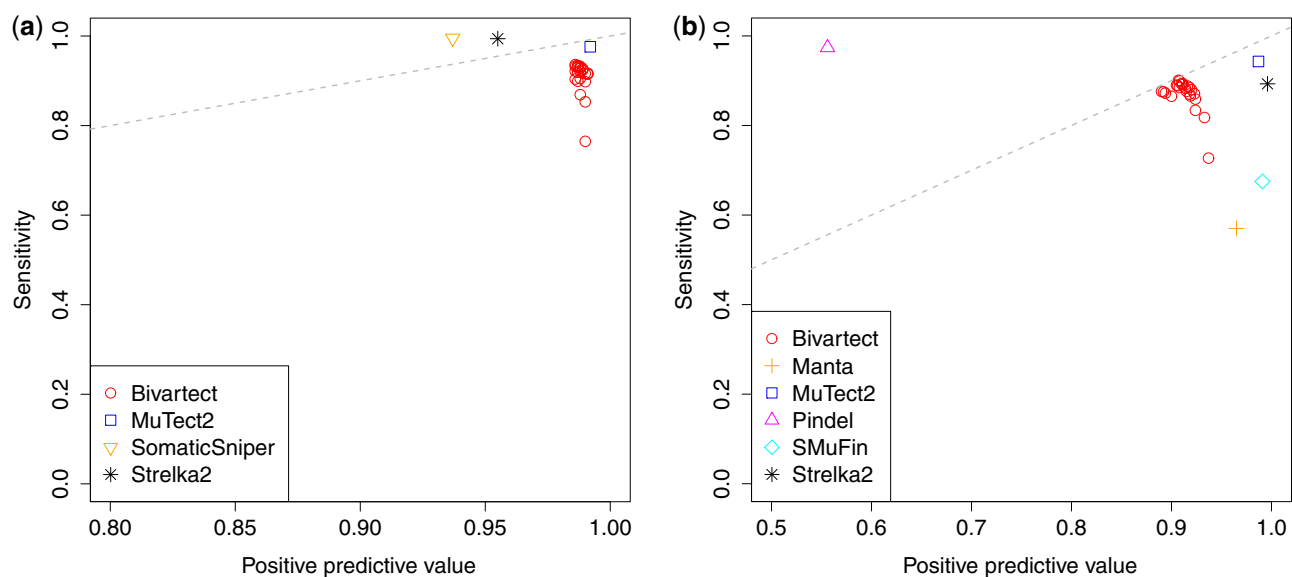 (a)
Sensitivity
1.0
0.8
0.6
0.4
0.2
0.0
Bivartect
MuTect2
SomaticSniper
Strelka2
0.80 0.85 0.90 0.95 1.00
Positive predictive value
(b)
Sensitivity
1.0
0.8
0.6
0.4
0.2
0.0
Bivartect
Manta
MuTect2
Pindel
SMuFin
Strelka2
0.5 0.6 0.7 0.8 0.9 1.0
Positive predictive value